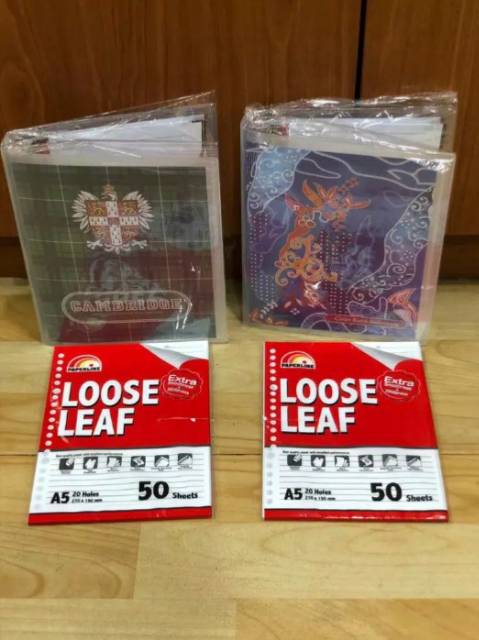 CAMBRIDGE
PAPERLINE
LOOSE
LEAF
Extra
A5 20 Holes
50 Sheets
PAPERLINE
LOOSE
LEAF
Extra
A5 20 Holes
50 Sheets